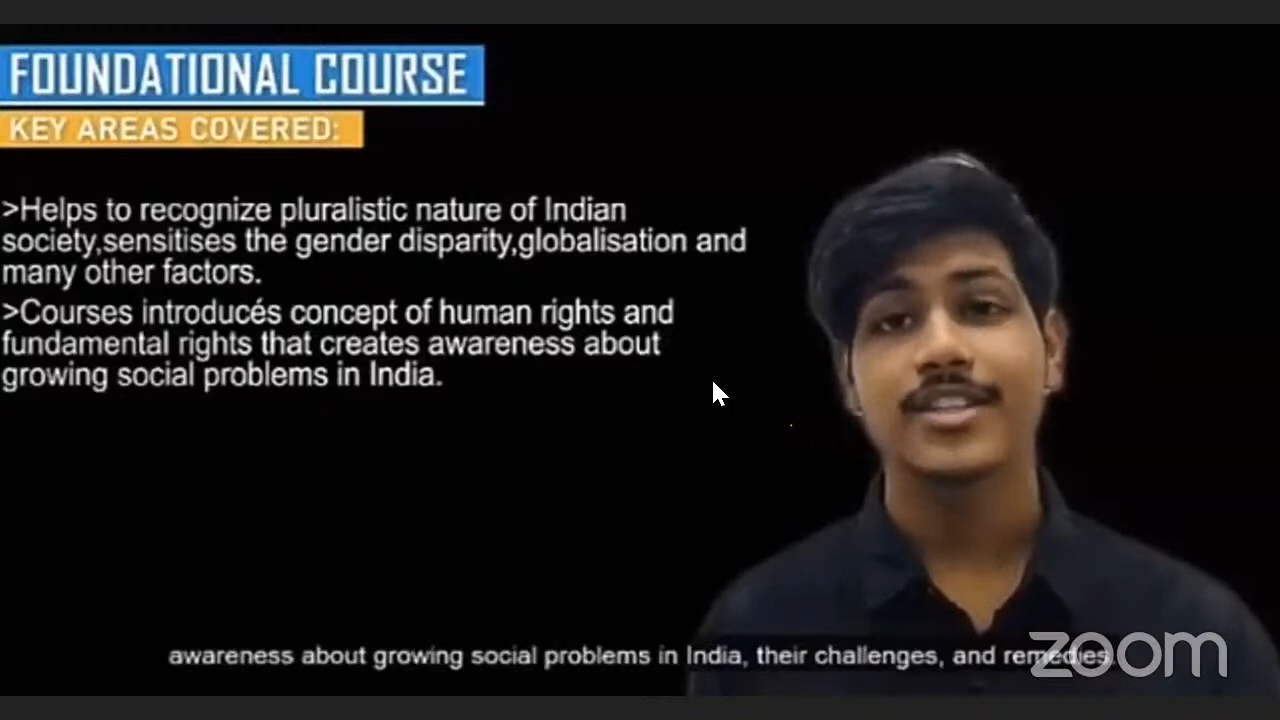 FOUNDATIONAL COURSE
KEY AREAS COVERED:
>Helps to recognize pluralistic nature of Indian
society,sensitises the gender disparity,globalisation and
many other factors.
>Courses introducés concept of human rights and
fundamental rights that creates awareness about
growing social problems in India.
awareness about growing social problems in India, their challenges, and remedies.
zoom